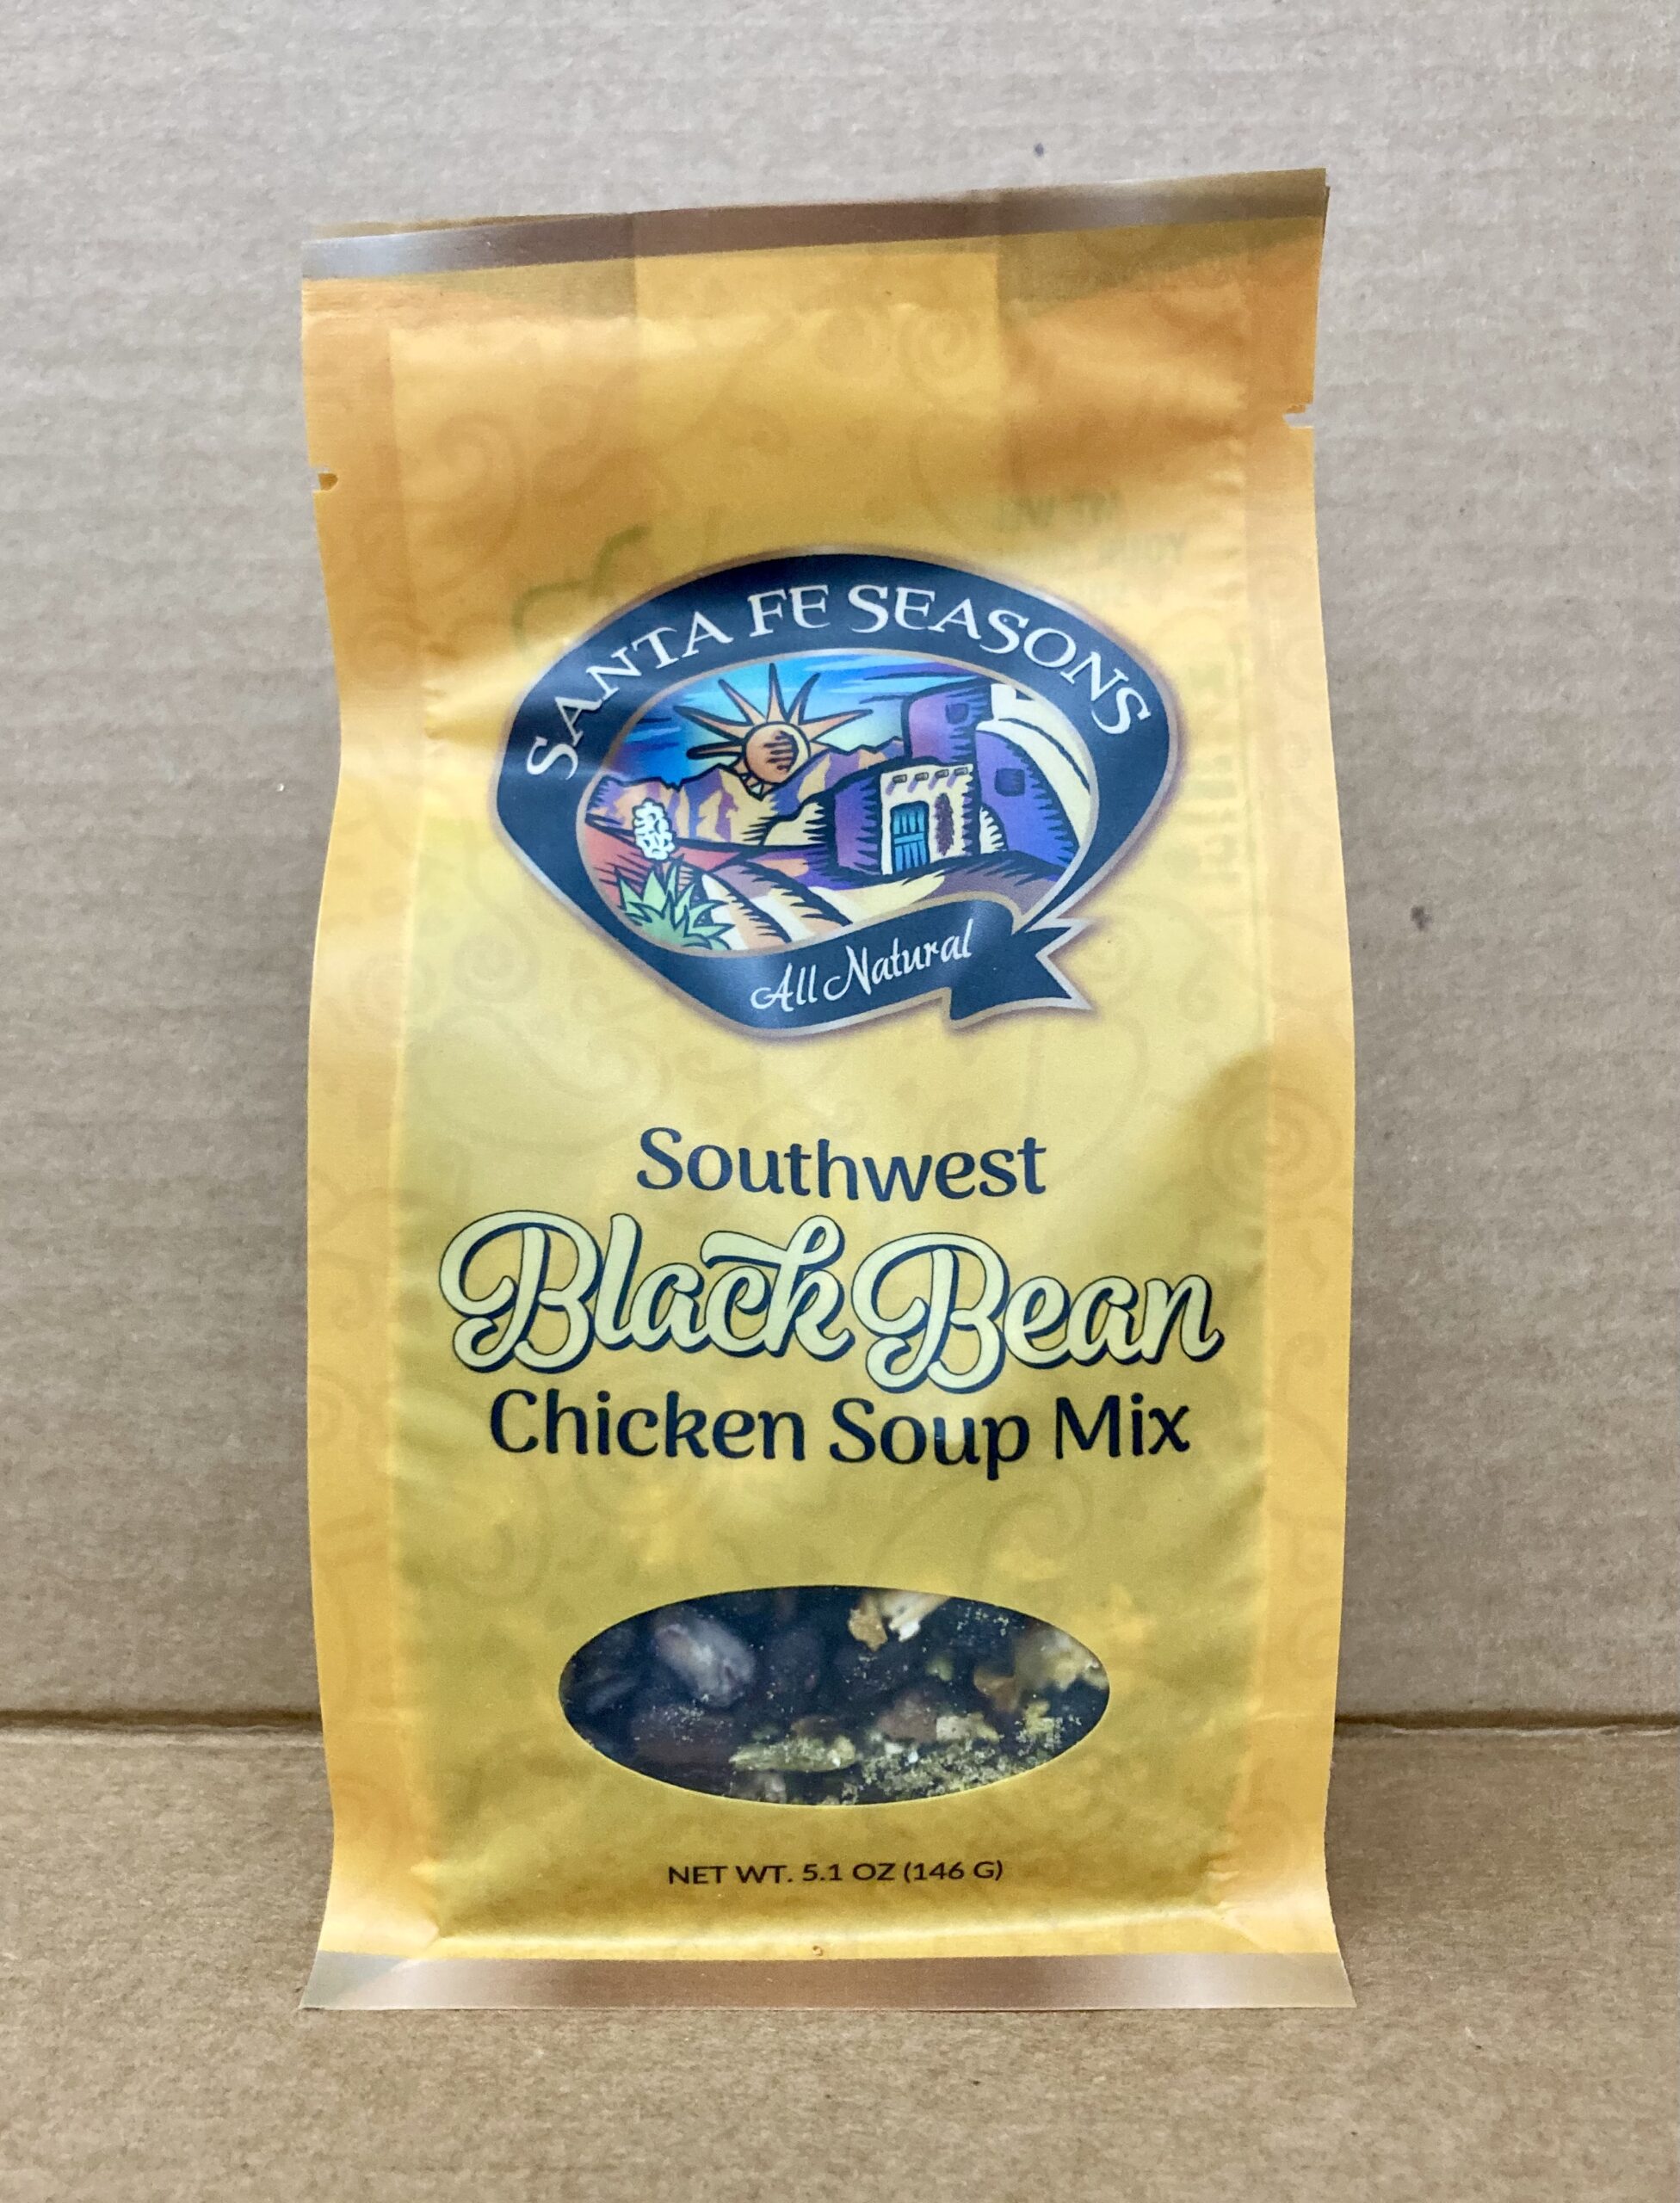 SANTA FE SEASONS
All Natural
Southwest
Black Bean
Chicken Soup Mix
NET WT. 5.1 OZ (146 G)